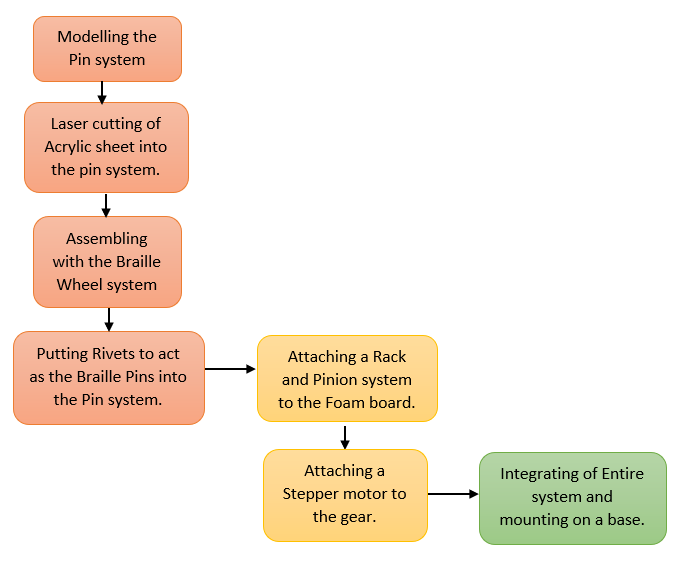 Modelling the
Pin system
Laser cutting of
Acrylic sheet into
the pin system.
Assembling
with the Braille
Wheel system
Putting Rivets to act
as the Braille Pins into
the Pin system.
Attaching a Rack
and Pinion system
to the Foam board.
Attaching a
Stepper motor to
the gear.
Integrating of Entire
system and
mounting on a base.